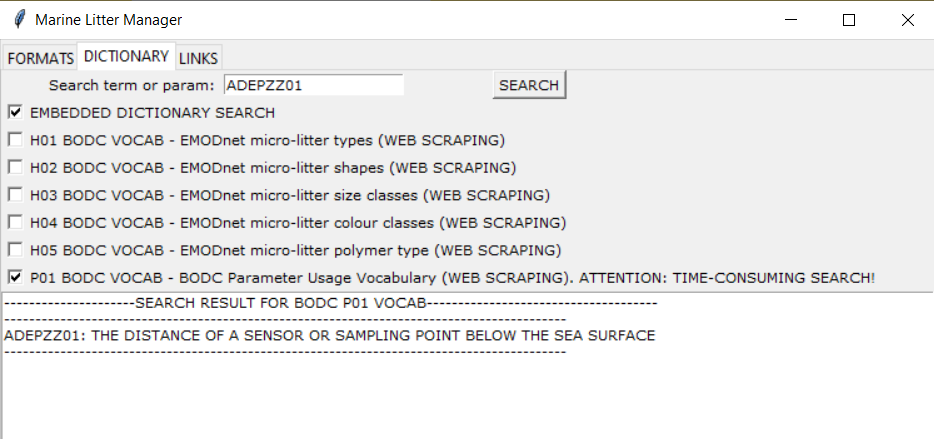 Marine Litter Manager
FORMATS DICTIONARY LINKS
Search term or param: ADEPZZ01 SEARCH
EMBEDDED DICTIONARY SEARCH
H01 BODC VOCAB - EMODnet micro-litter types (WEB SCRAPING)
H02 BODC VOCAB - EMODnet micro-litter shapes (WEB SCRAPING)
H03 BODC VOCAB - EMODnet micro-litter size classes (WEB SCRAPING)
H04 BODC VOCAB - EMODnet micro-litter colour classes (WEB SCRAPING)
H05 BODC VOCAB - EMODnet micro-litter polymer type (WEB SCRAPING)
P01 BODC VOCAB - BODC Parameter Usage Vocabulary (WEB SCRAPING). ATTENTION: TIME-CONSUMING SEARCH!
---------------------SEARCH RESULT FOR BODC P01 VOCAB-------------------------------------
------------------------------------------------------------------------------------------
ADEPZZ01: THE DISTANCE OF A SENSOR OR SAMPLING POINT BELOW THE SEA SURFACE
------------------------------------------------------------------------------------------